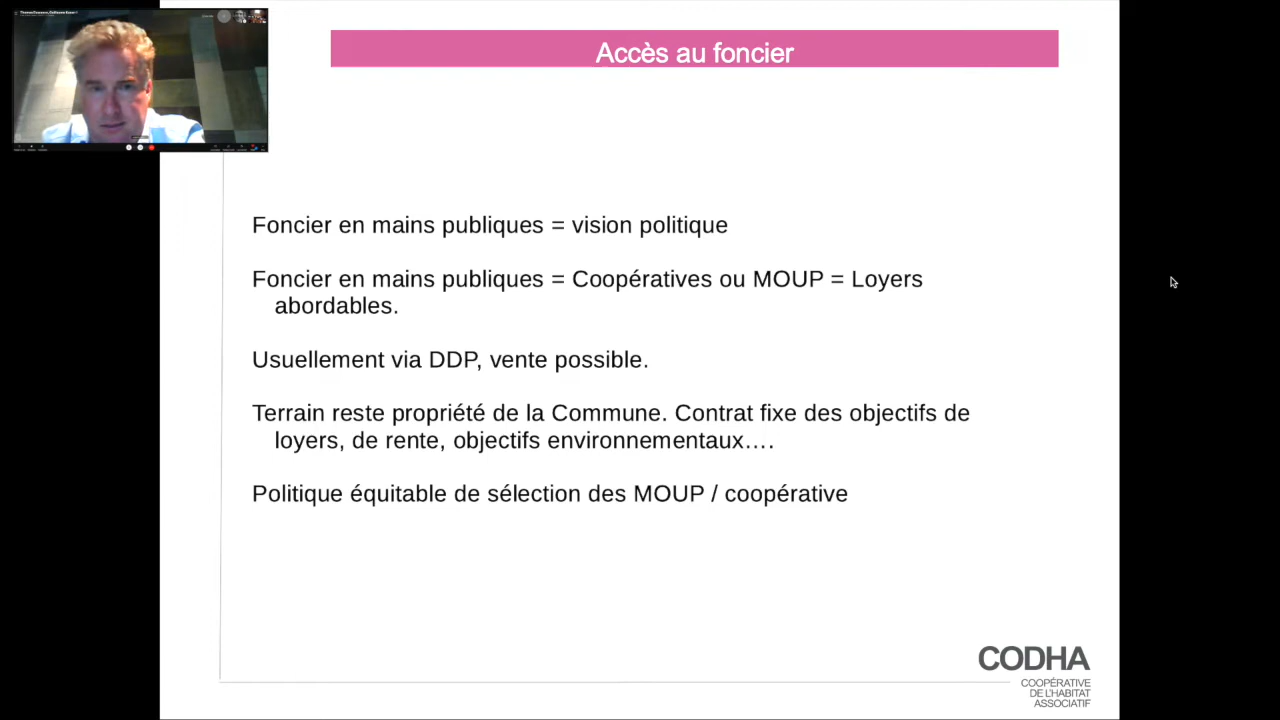 Accès au foncier
Foncier en mains publiques = vision politique
Foncier en mains publiques = Coopératives ou MOUP = Loyers
abordables.
Usuellement via DDP, vente possible.
Terrain reste propriété de la Commune. Contrat fixe des objectifs de
loyers, de rente, objectifs environnementaux….
Politique équitable de sélection des MOUP / coopérative
CODHA
COOPÉRATIVE
DE L'HABITAT
ASSOCIATIF